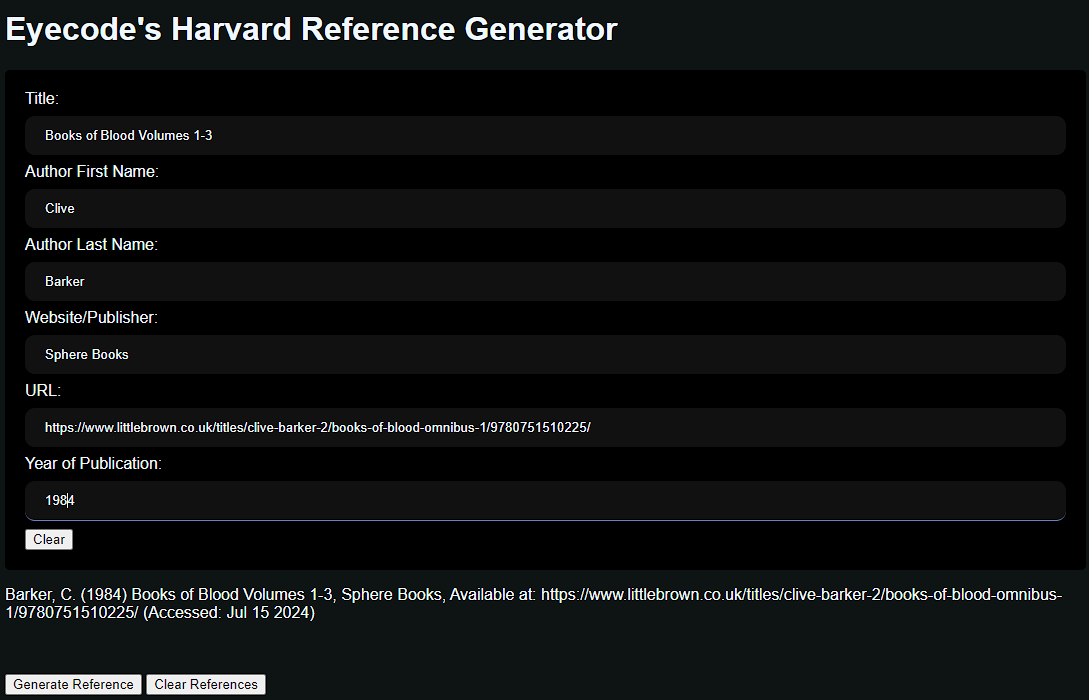 Eyecode's Harvard Reference Generator
Title:
Books of Blood Volumes 1-3
Author First Name:
Clive
Author Last Name:
Barker
Website/Publisher:
Sphere Books
URL:
https://www.littlebrown.co.uk/titles/clive-barker-2/books-of-blood-omnibus-1/9780751510225/
Year of Publication:
1984
Clear
Barker, C. (1984) Books of Blood Volumes 1-3, Sphere Books, Available at: https://www.littlebrown.co.uk/titles/clive-barker-2/books-of-blood-omnibus-
1/9780751510225/ (Accessed: Jul 15 2024)
Generate Reference Clear References